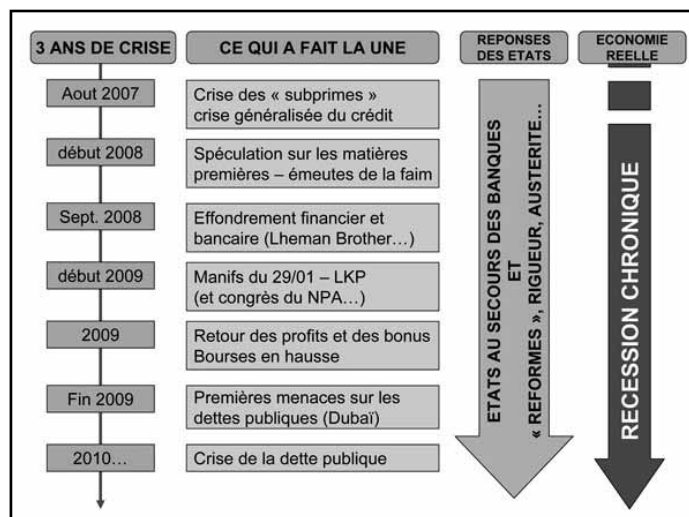 3 ANS DE CRISE
CE QUI A FAIT LA UNE
REPONSES
DES ETATS
ECONOMIE
REELLE
Aout 2007
Crise des « subprimes »
crise généralisée du crédit
début 2008
Spéculation sur les matières
premières – émeutes de la faim
Sept. 2008
Effondrement financier et
bancaire (Lheman Brother…)
début 2009
Manifs du 29/01 – LKP
(et congrès du NPA…)
2009
Retour des profits et des bonus
Bourses en hausse
Fin 2009
Premières menaces sur les
dettes publiques (Dubaï)
2010…
Crise de la dette publique
ETATS AU SECOURS DES BANQUES
ET
« REFORMES », RIGUEUR, AUSTERITE…
RECESSION CHRONIQUE